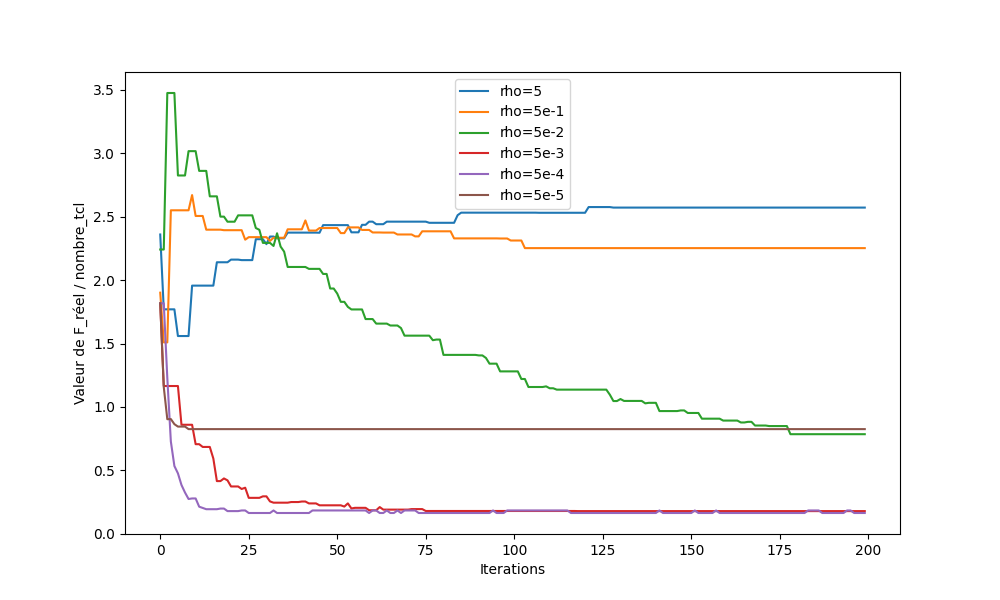 3.5
3.0
2.5
2.0
1.5
1.0
0.5
0.0
Valeur de F_réel / nombre_tcl
rho=5
rho=5e-1
rho=5e-2
rho=5e-3
rho=5e-4
rho=5e-5
0 25 50 75 100 125 150 175 200
Iterations